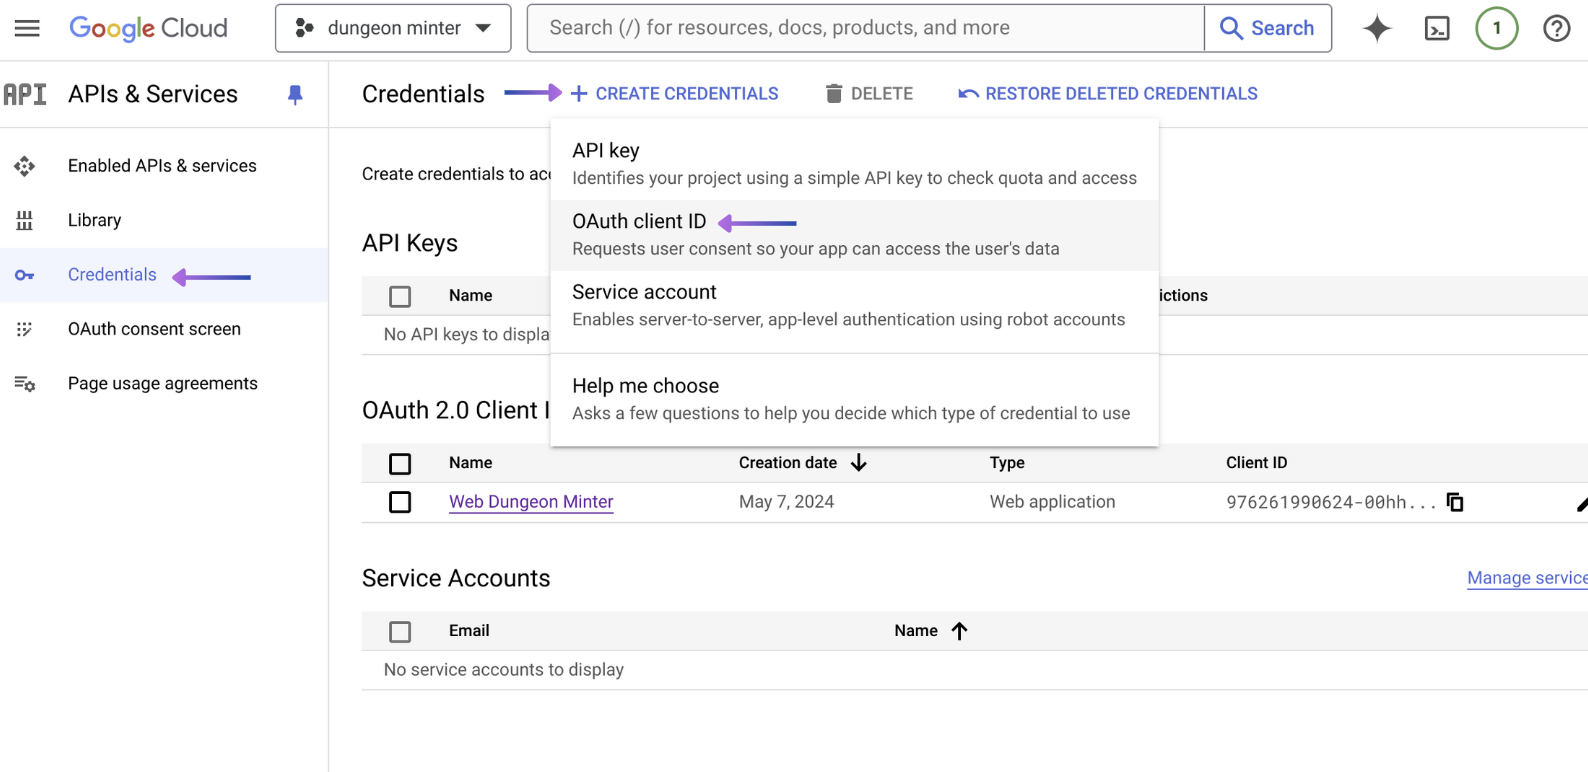 Google Cloud
dungeon minter
Search (/) for resources, docs, products, and more
Search
1
API
APIs & Services
Credentials
CREATE CREDENTIALS
DELETE
RESTORE DELETED CREDENTIALS
Enabled APIs & services
Library
Credentials
OAuth consent screen
Page usage agreements
Create credentials to acc
API key
Identifies your project using a simple API key to check quota and access
OAuth client ID
Requests user consent so your app can access the user's data
Service account
Enables server-to-server, app-level authentication using robot accounts
Help me choose
Asks a few questions to help you decide which type of credential to use
API Keys
Name
ictions
No API keys to displa
OAuth 2.0 Client I
Name
Creation date
Type
Client ID
Web Dungeon Minter
May 7, 2024
Web application
976261990624-00hh...
Service Accounts
Manage service
Email
Name
No service accounts to display